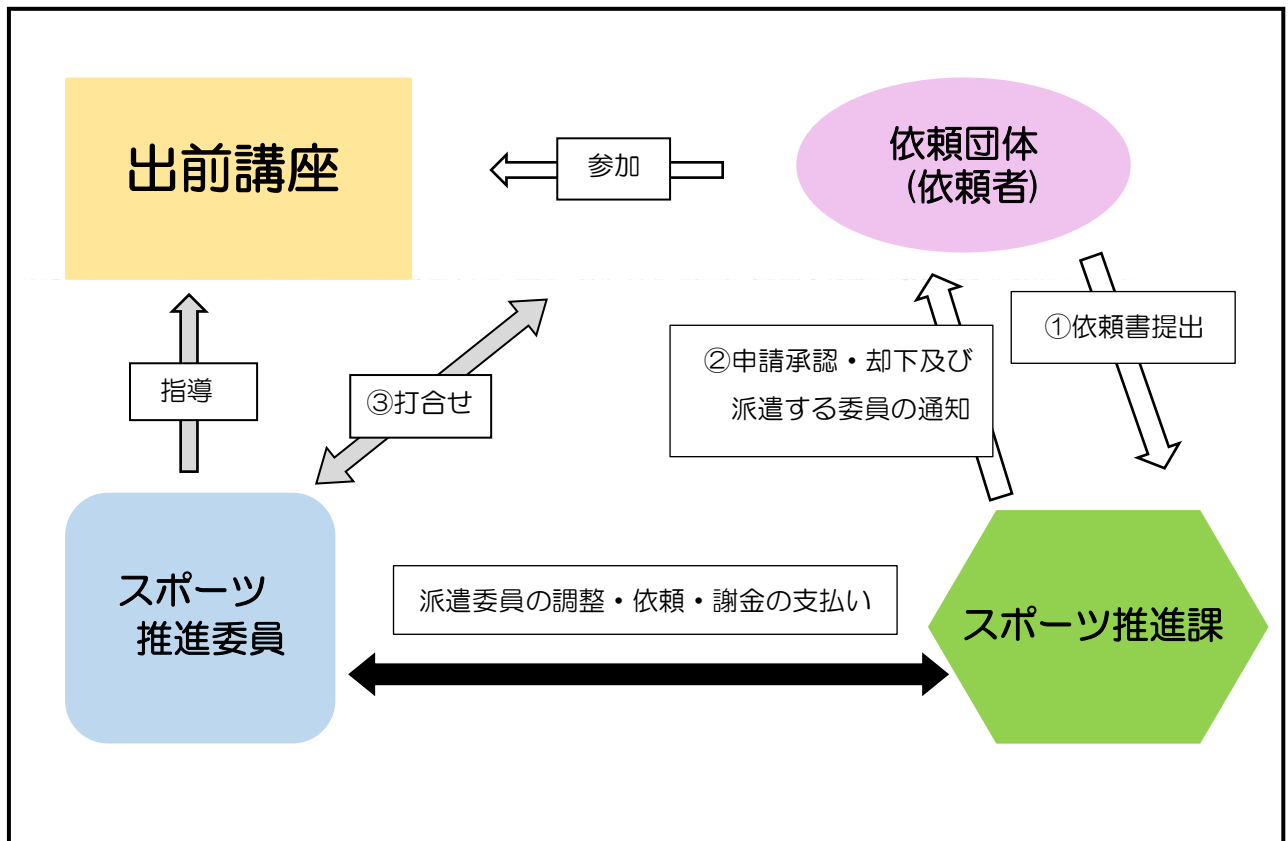 出前講座
参加
依頼団体
(依頼者)
①依頼書提出
②申請承認・却下及び
派遣する委員の通知
指導
③打合せ
スポーツ
推進委員
派遣委員の調整・依頼・謝金の支払い
スポーツ推進課